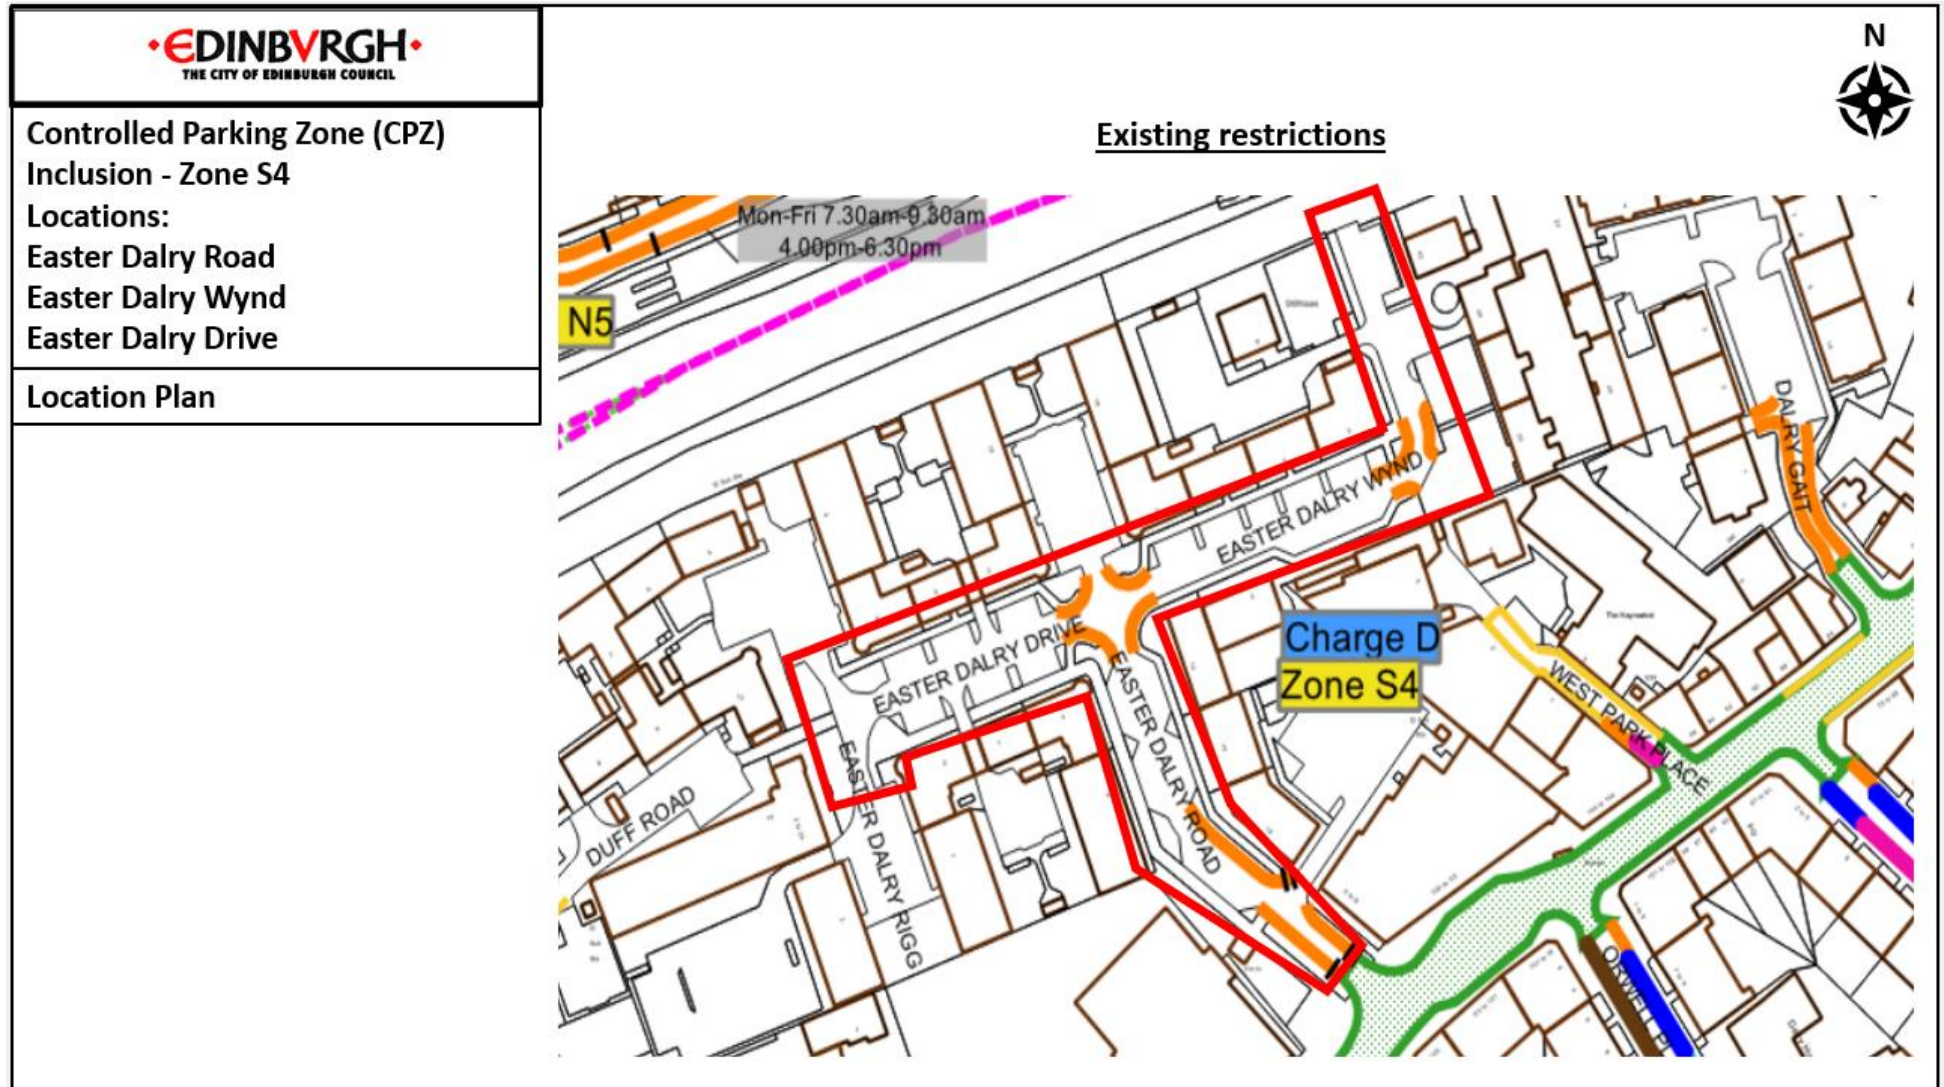 EDINBVRGH
THE CITY OF EDINBURGH COUNCIL
Controlled Parking Zone (CPZ)
Inclusion - Zone S4
Locations:
Easter Dalry Road
Easter Dalry Wynd
Easter Dalry Drive
Location Plan
N
Existing restrictions
Mon-Fri 7.30am-9.30am
4.00pm-6.30pm
N5
DALRY GAIT
EASTER DALRY WYND
EASTER DALRY DRIVE
Charge D
Zone S4
EASTER DALRY ROAD
WEST PARK PLACE
DUFF ROAD
EASTER DALRY RIGG